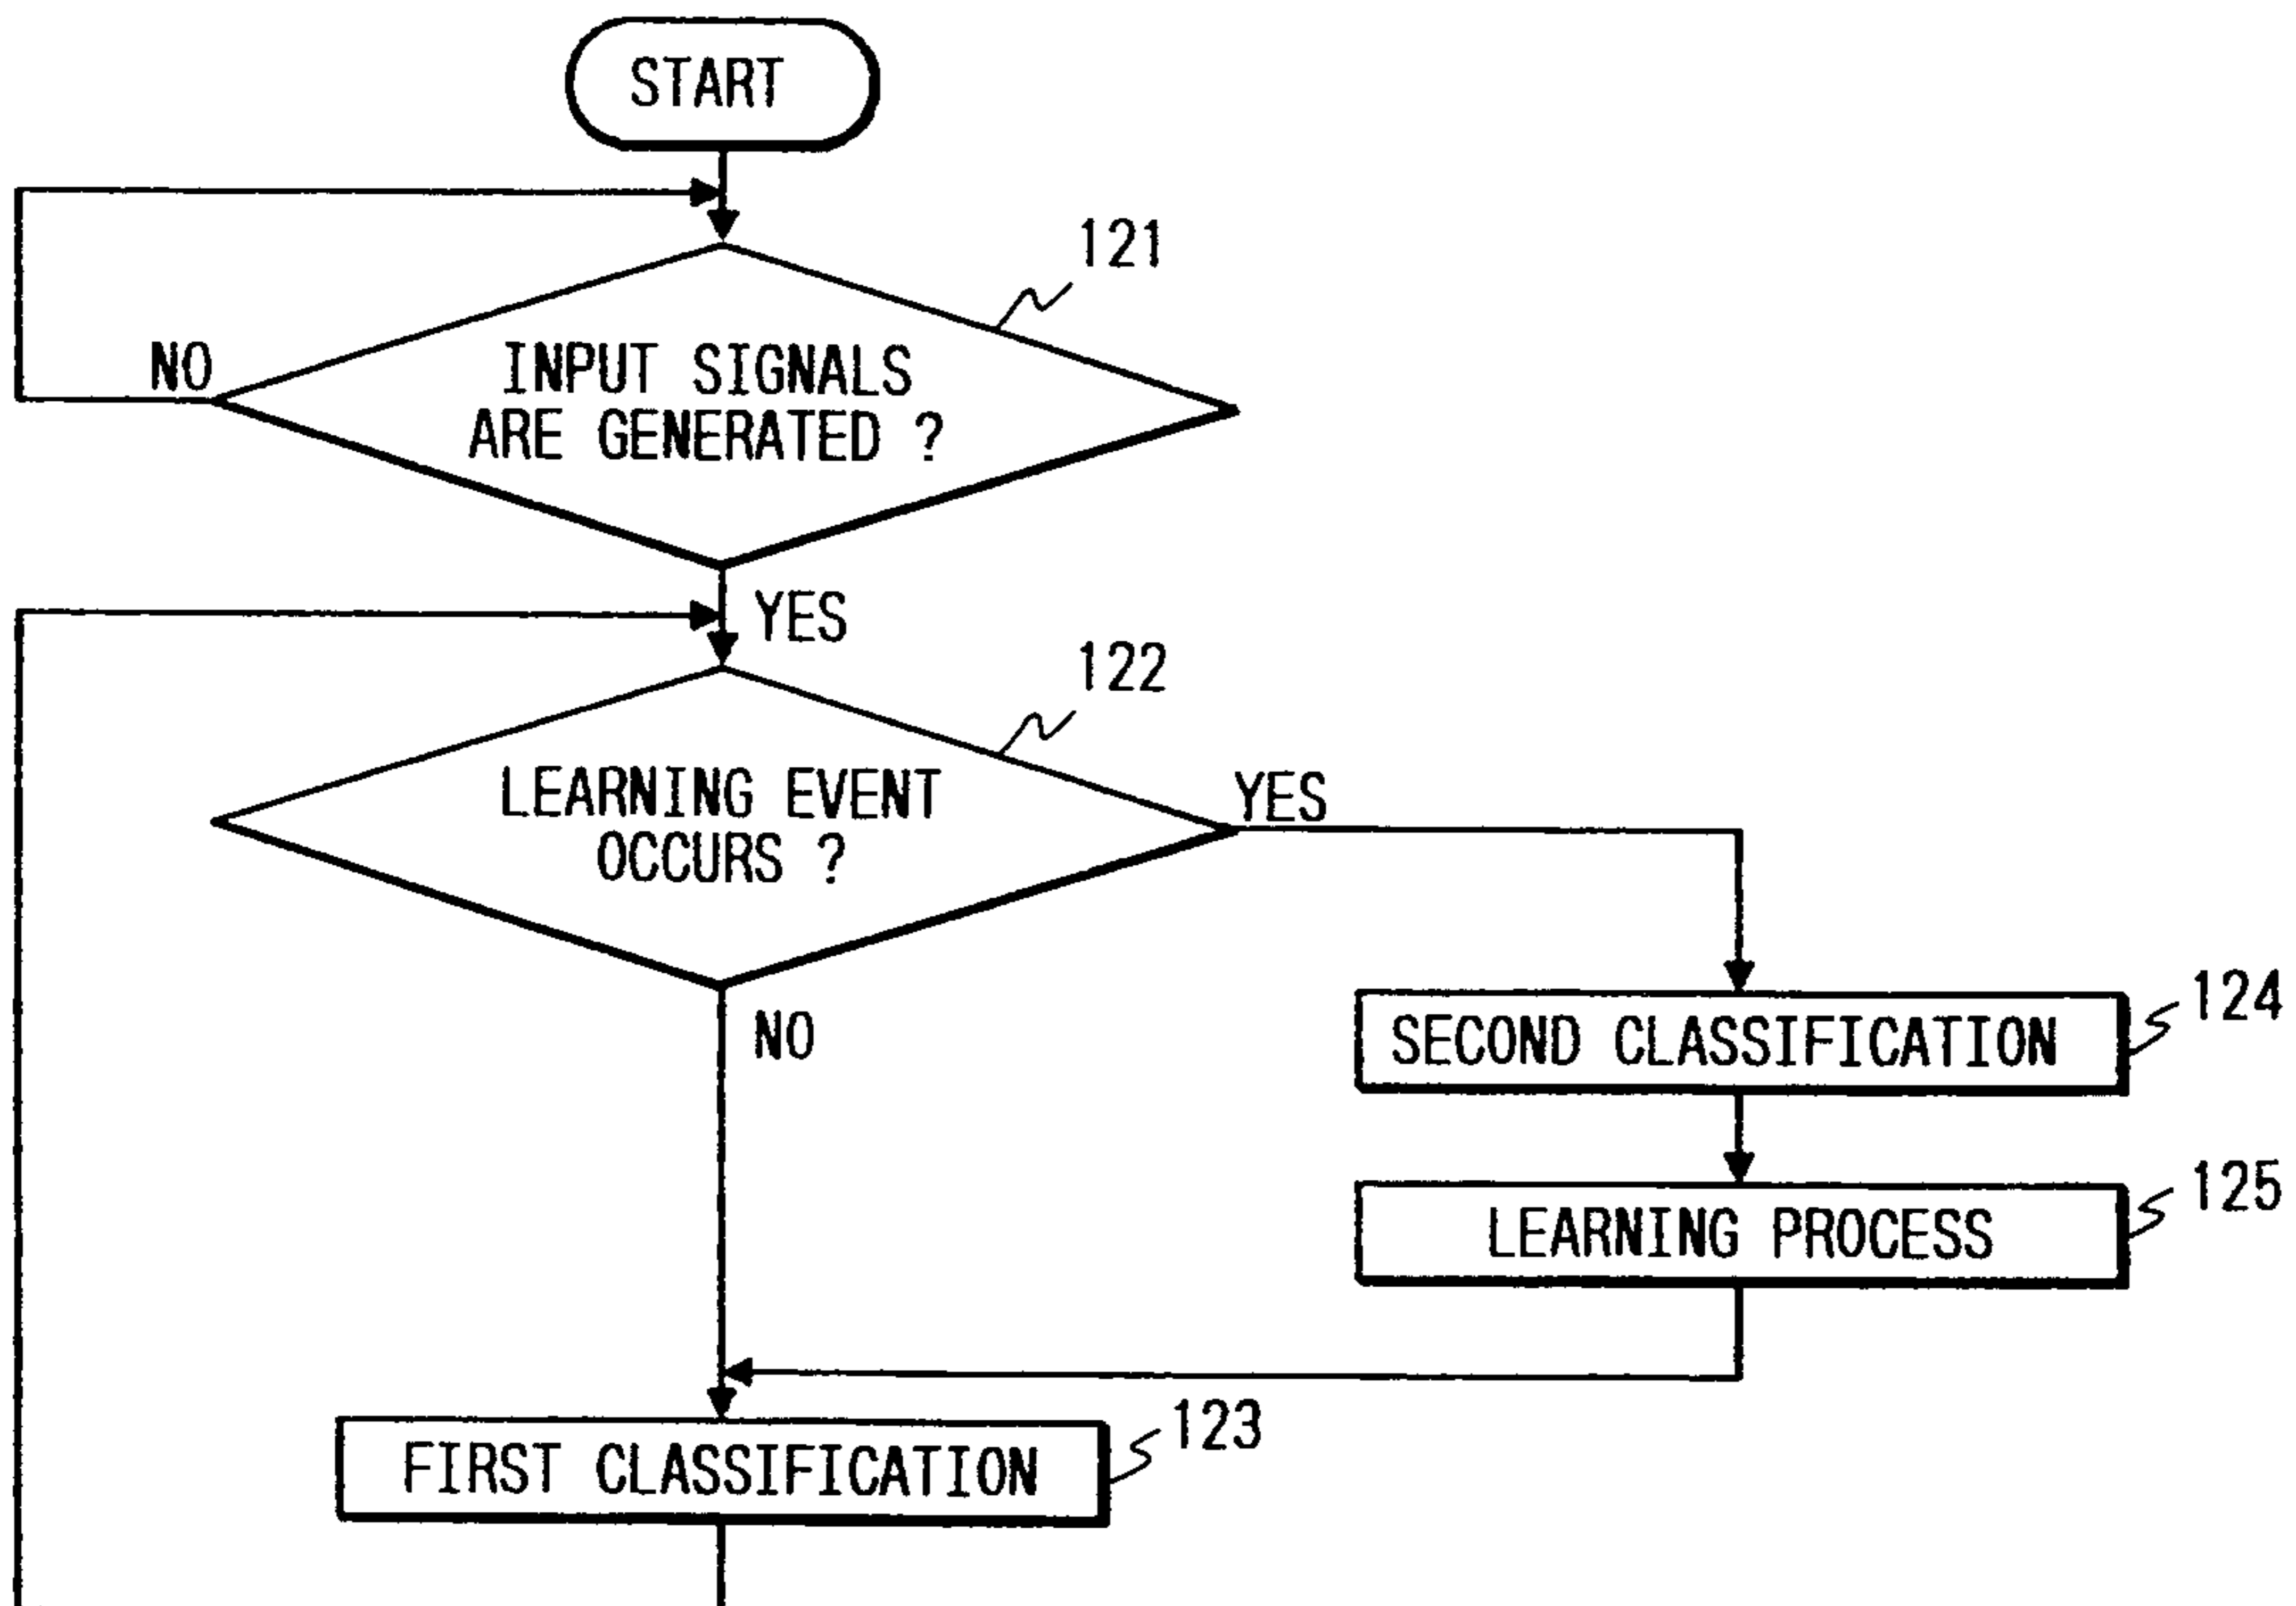 START
121
NO
INPUT SIGNALS
ARE GENERATED ?
YES
122
LEARNING EVENT
OCCURS ?
YES
NO
124
SECOND CLASSIFICATION
125
LEARNING PROCESS
123
FIRST CLASSIFICATION